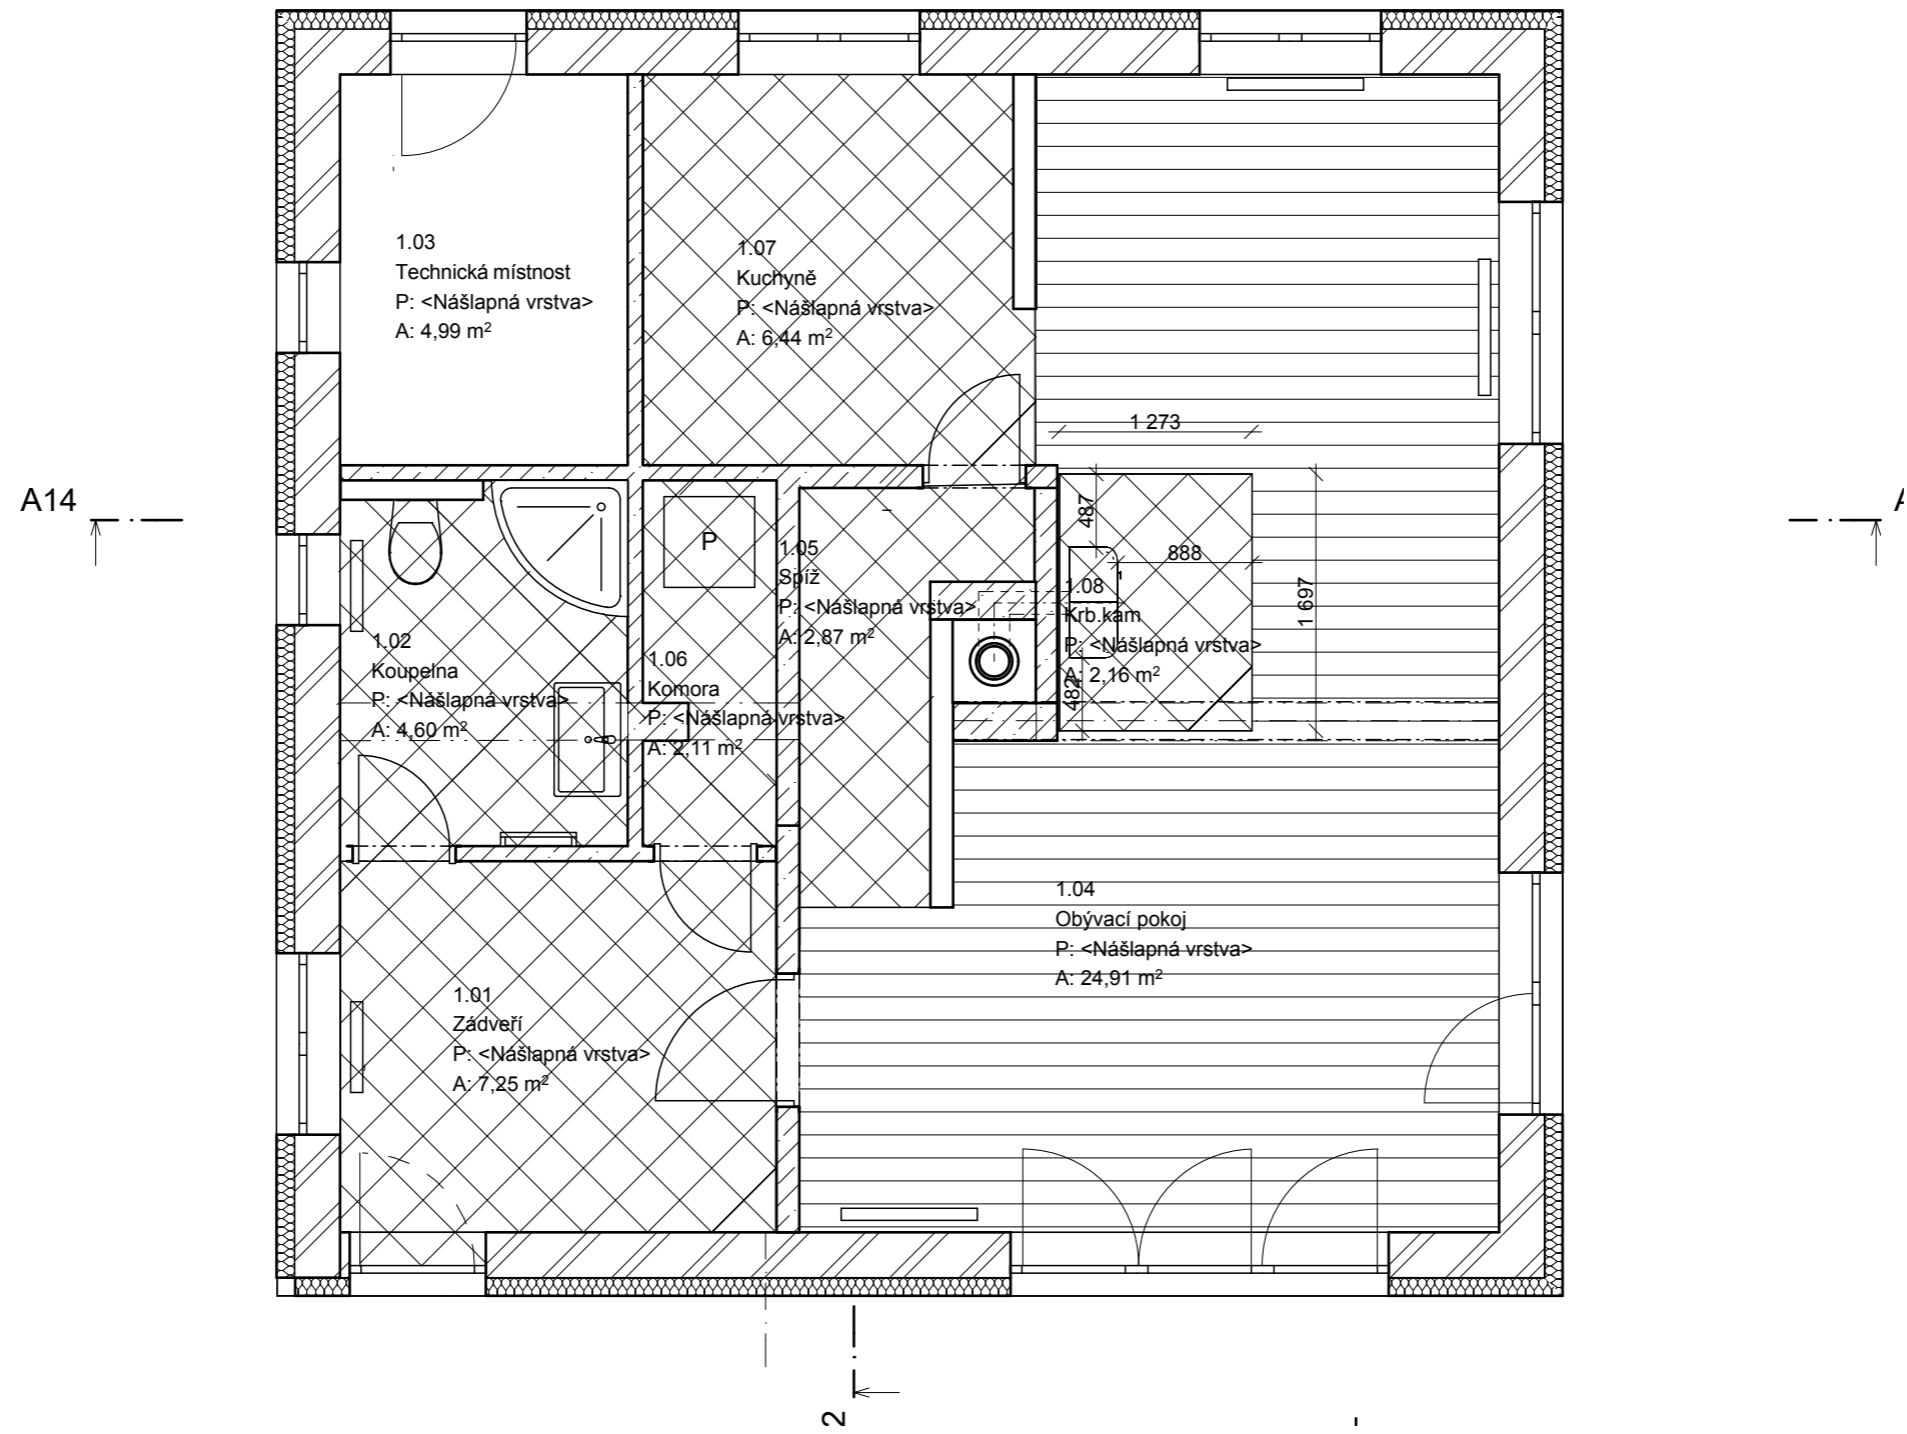 1.03
Technická místnost
P: <Nášlapná vrstva>
A: 4,99 m²
1.07
Kuchyně
P: <Nášlapná vrstva>
A: 6,44 m²
1 273
A14
A
487
888
1 697
482
P
1.05
Spíž
P: <Nášlapná vrstva>
A: 2,87 m²
1
1.08
Krb.kam
P: <Nášlapná vrstva>
A: 2,16 m²
1.02
Koupelna
P: <Nášlapná vrstva>
A: 4,60 m²
1.06
Komora
P: <Nášlapná vrstva>
A: 2,11 m²
1.04
Obývací pokoj
P: <Nášlapná vrstva>
A: 24,91 m²
1.01
Zádveří
P: <Nášlapná vrstva>
A: 7,25 m²
2